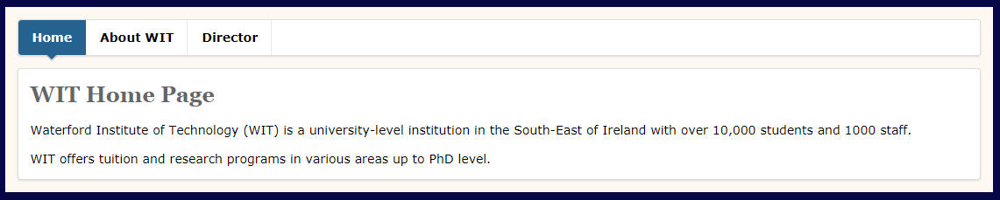 Home About WIT Director
WIT Home Page
Waterford Institute of Technology (WIT) is a university-level institution in the South-East of Ireland with over 10,000 students and 1000 staff.
WIT offers tuition and research programs in various areas up to PhD level.